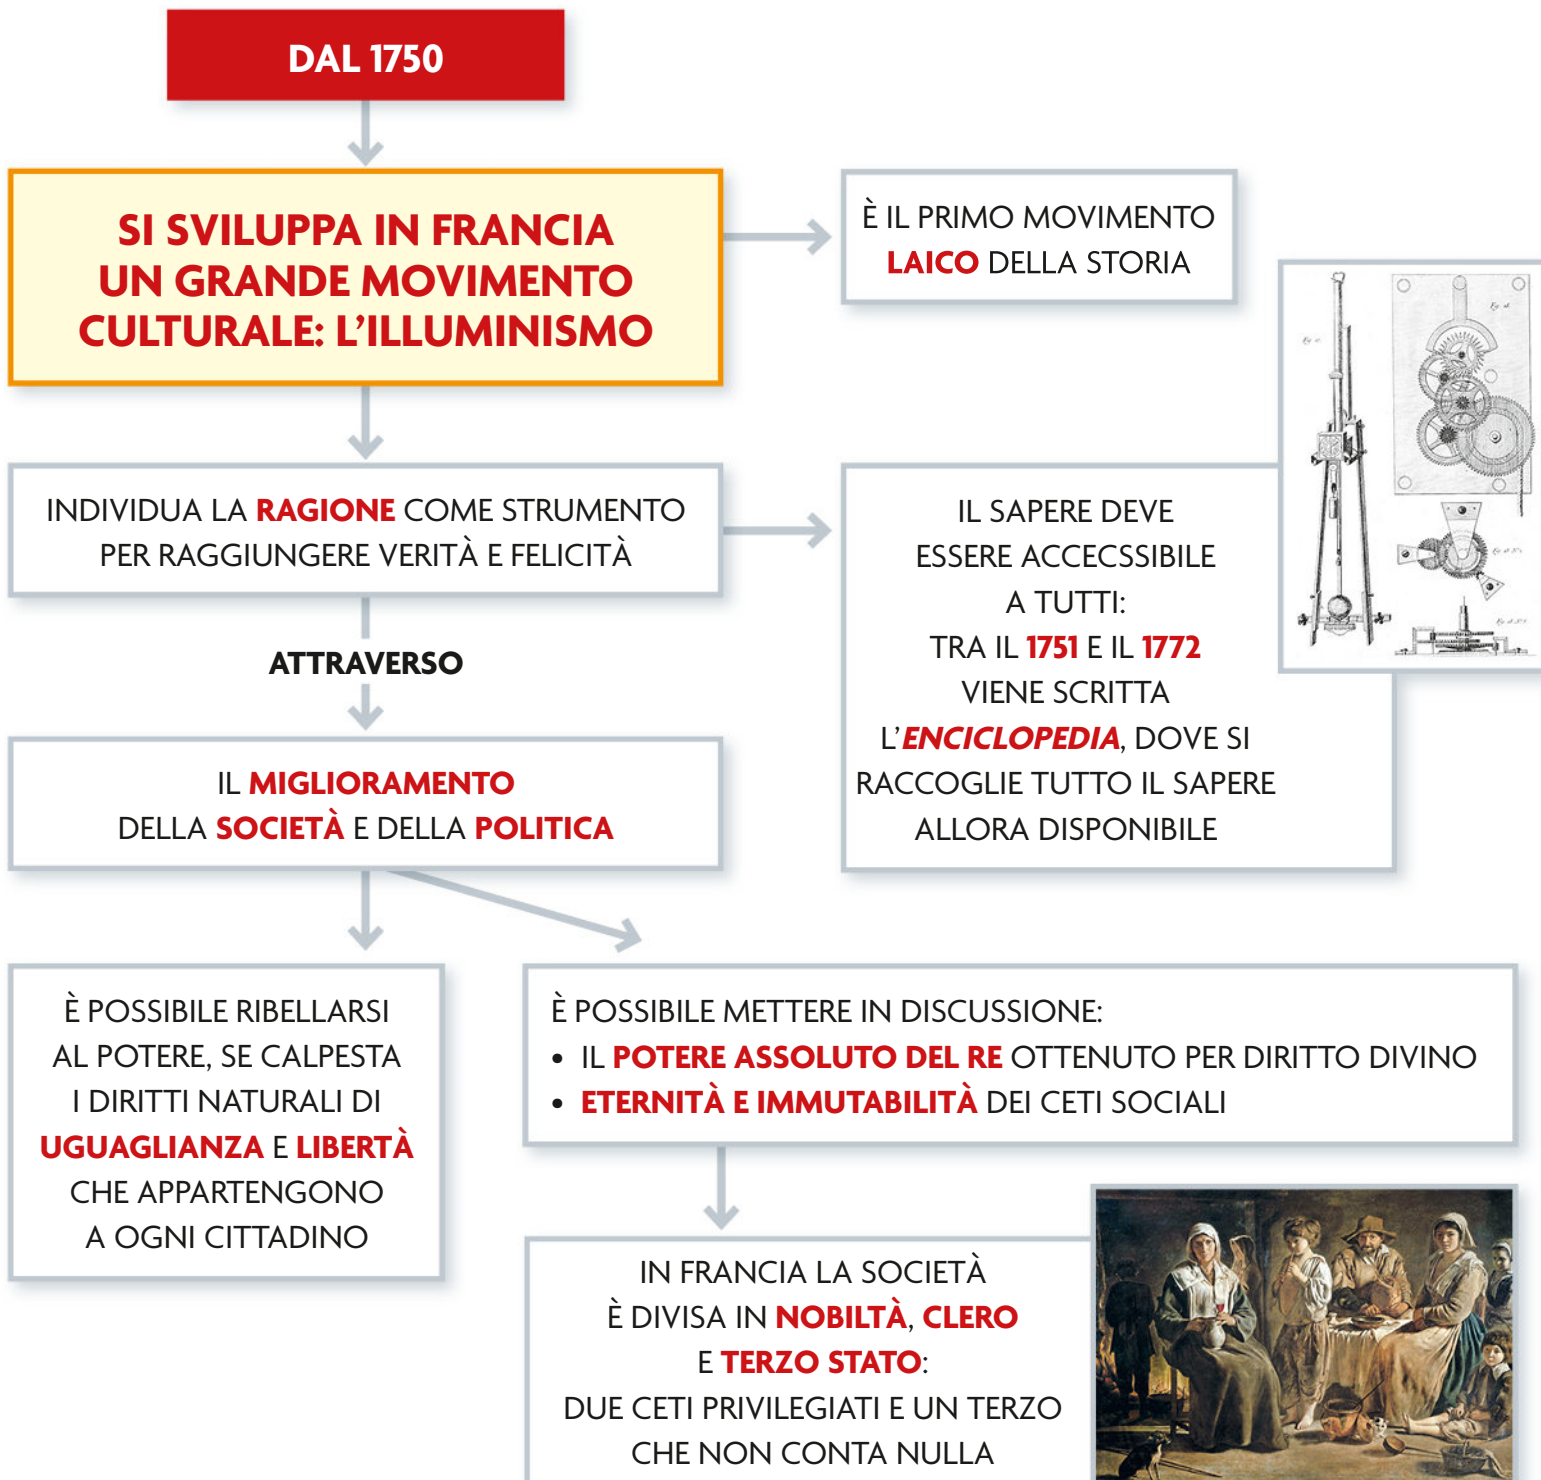 DAL 1750
SI SVILUPPA IN FRANCIA
UN GRANDE MOVIMENTO
CULTURALE: L’ILLUMINISMO
È IL PRIMO MOVIMENTO
LAICO DELLA STORIA
INDIVIDUA LA RAGIONE COME STRUMENTO
PER RAGGIUNGERE VERITÀ E FELICITÀ
IL SAPERE DEVE
ESSERE ACCECSSIBILE
A TUTTI:
TRA IL 1751 E IL 1772
VIENE SCRITTA
L’ENCICLOPEDIA, DOVE SI
RACCOGLIE TUTTO IL SAPERE
ALLORA DISPONIBILE
ATTRAVERSO
IL MIGLIORAMENTO
DELLA SOCIETÀ E DELLA POLITICA
È POSSIBILE RIBELLARSI
AL POTERE, SE CALPESTA
I DIRITTI NATURALI DI
UGUAGLIANZA E LIBERTÀ
CHE APPARTENGONO
A OGNI CITTADINO
È POSSIBILE METTERE IN DISCUSSIONE:
• IL POTERE ASSOLUTO DEL RE OTTENUTO PER DIRITTO DIVINO
• ETERNITÀ E IMMUTABILITÀ DEI CETI SOCIALI
IN FRANCIA LA SOCIETÀ
È DIVISA IN NOBILTÀ, CLERO
E TERZO STATO:
DUE CETI PRIVILEGIATI E UN TERZO
CHE NON CONTA NULLA